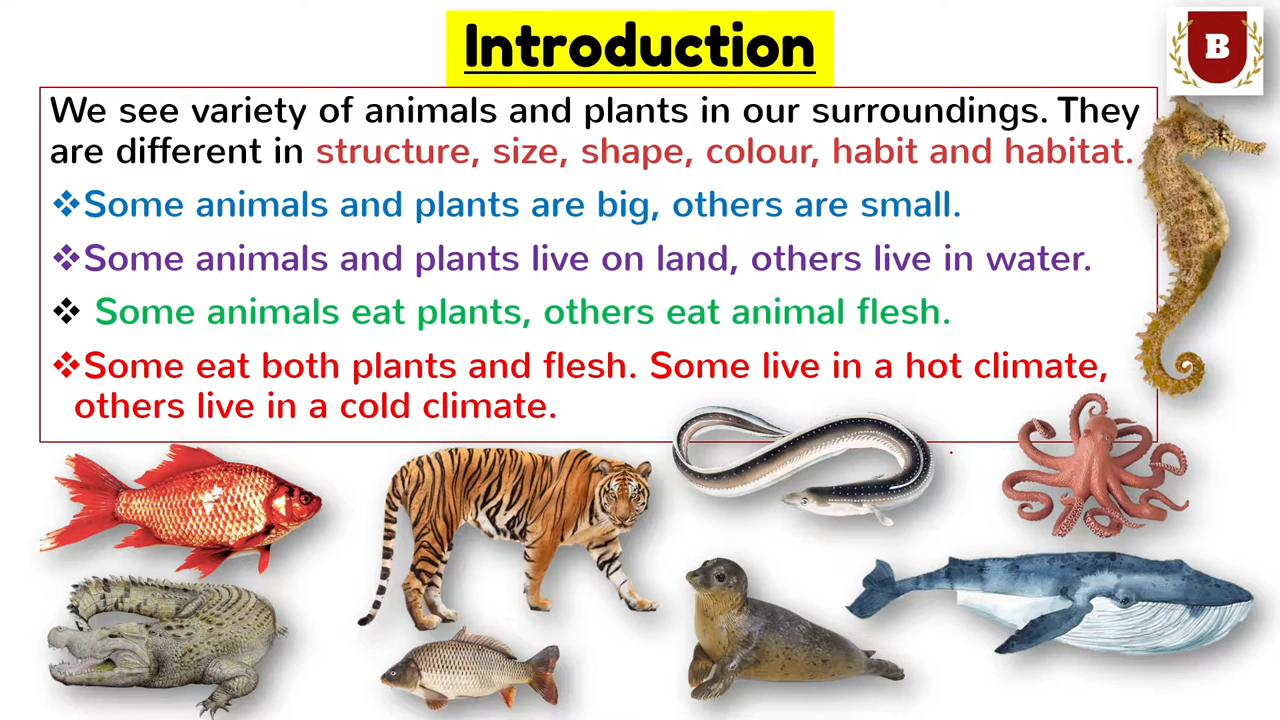 Introduction
B
We see variety of animals and plants in our surroundings. They
are different in structure, size, shape, colour, habit and habitat.
❖Some animals and plants are big, others are small.
❖Some animals and plants live on land, others live in water.
❖ Some animals eat plants, others eat animal flesh.
❖Some eat both plants and flesh. Some live in a hot climate,
others live in a cold climate.